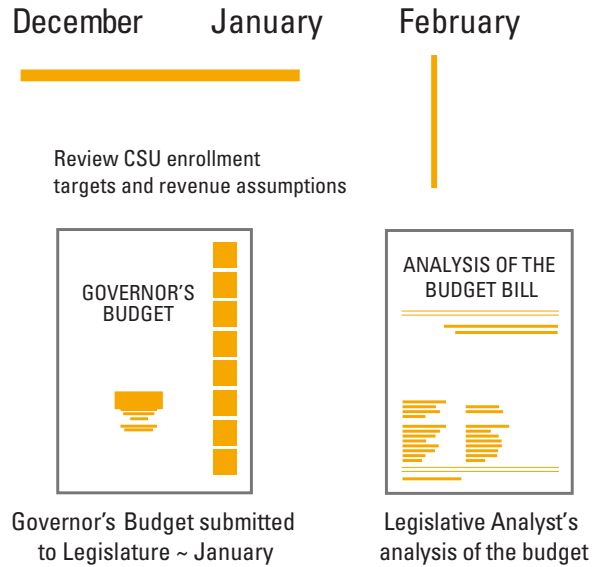 December January February
Review CSU enrollment
targets and revenue assumptions
GOVERNOR'S
BUDGET
ANALYSIS OF THE
BUDGET BILL
Governor's Budget submitted
to Legislature ~ January
Legislative Analyst's
analysis of the budget